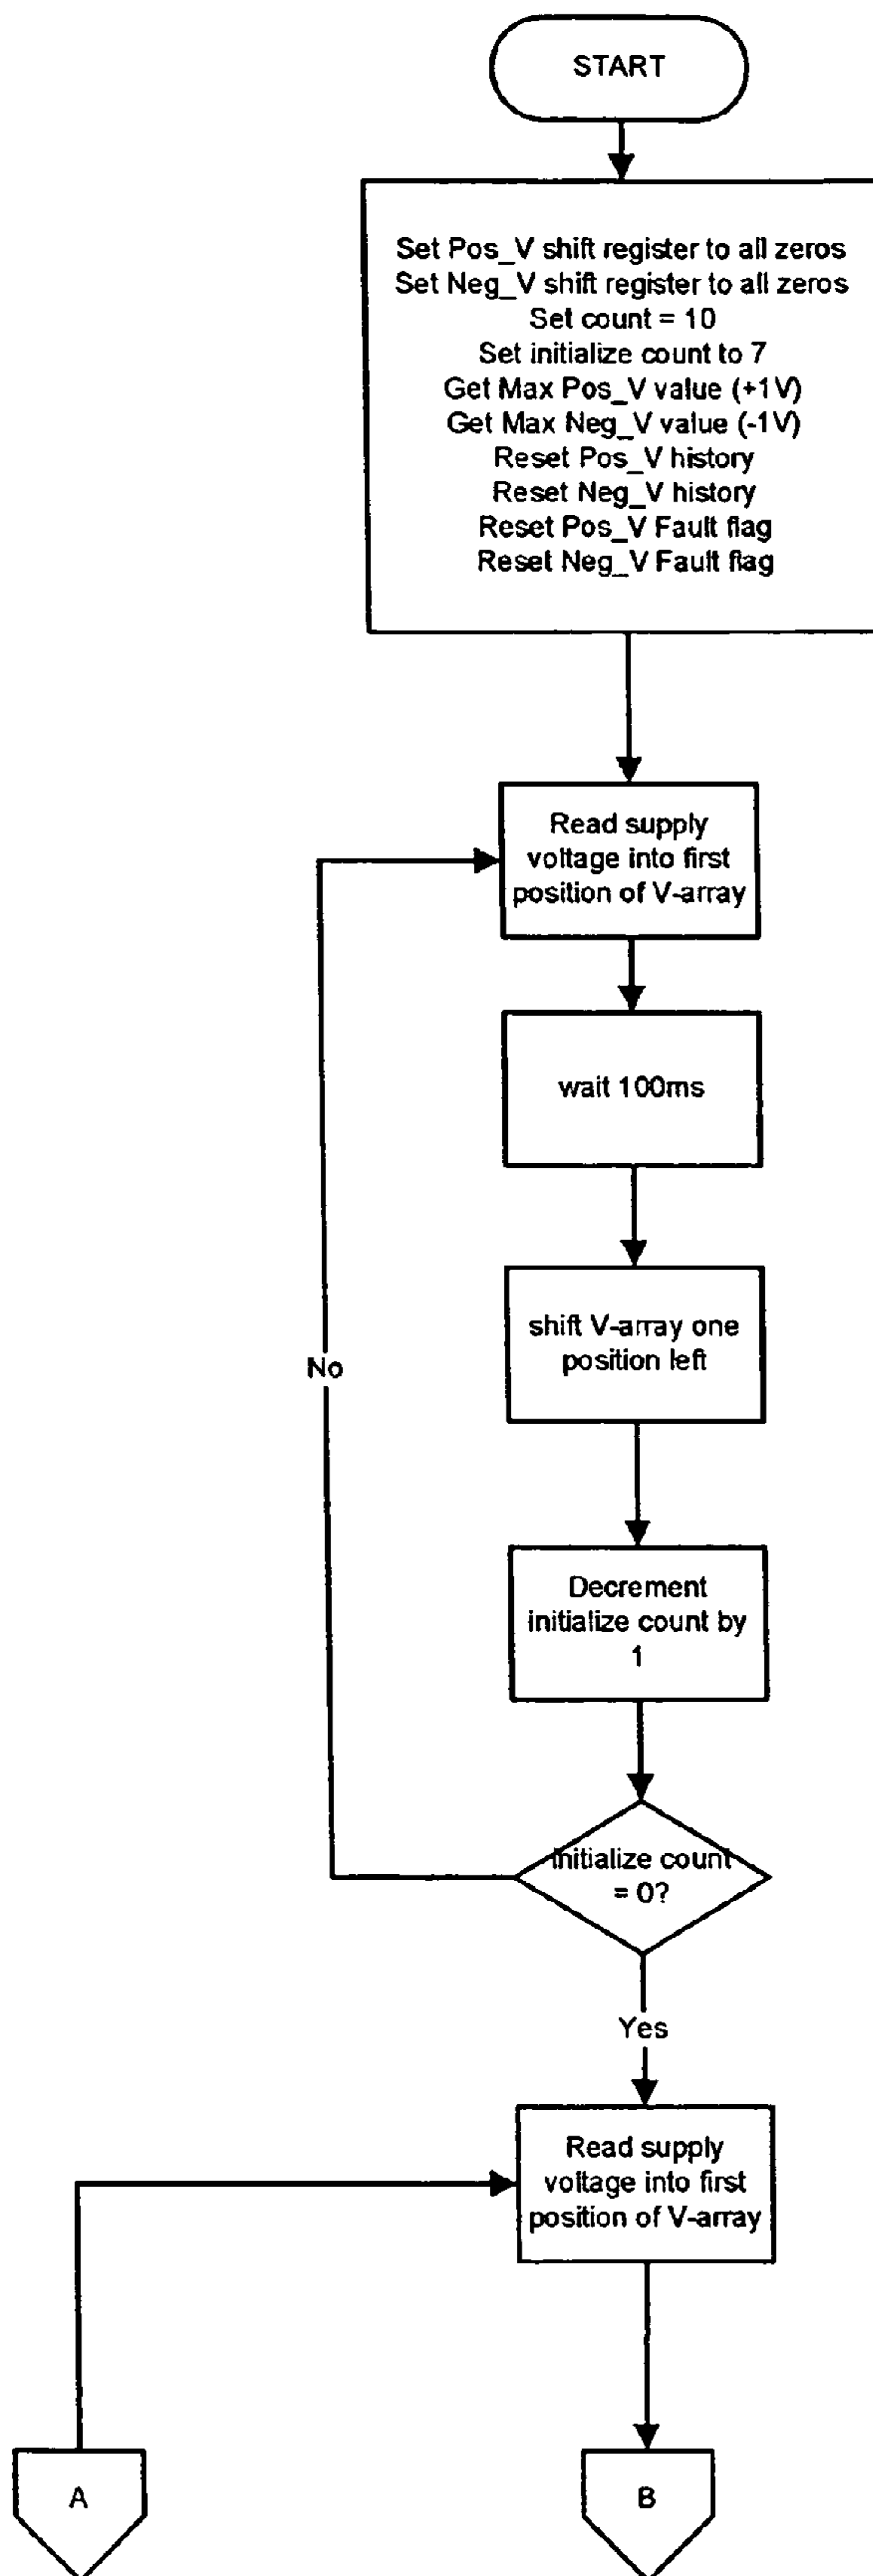 START
Set Pos_V shift register to all zeros
Set Neg_V shift register to all zeros
Set count = 10
Set initialize count to 7
Get Max Pos_V value (+1V)
Get Max Neg_V value (-1V)
Reset Pos_V history
Reset Neg_V history
Reset Pos_V Fault flag
Reset Neg_V Fault flag
Read supply
voltage into first
position of V-array
wait 100ms
shift V-array one
position left
No
Decrement
initialize count by
1
initialize count
= 0?
Yes
Read supply
voltage into first
position of V-array
A
B